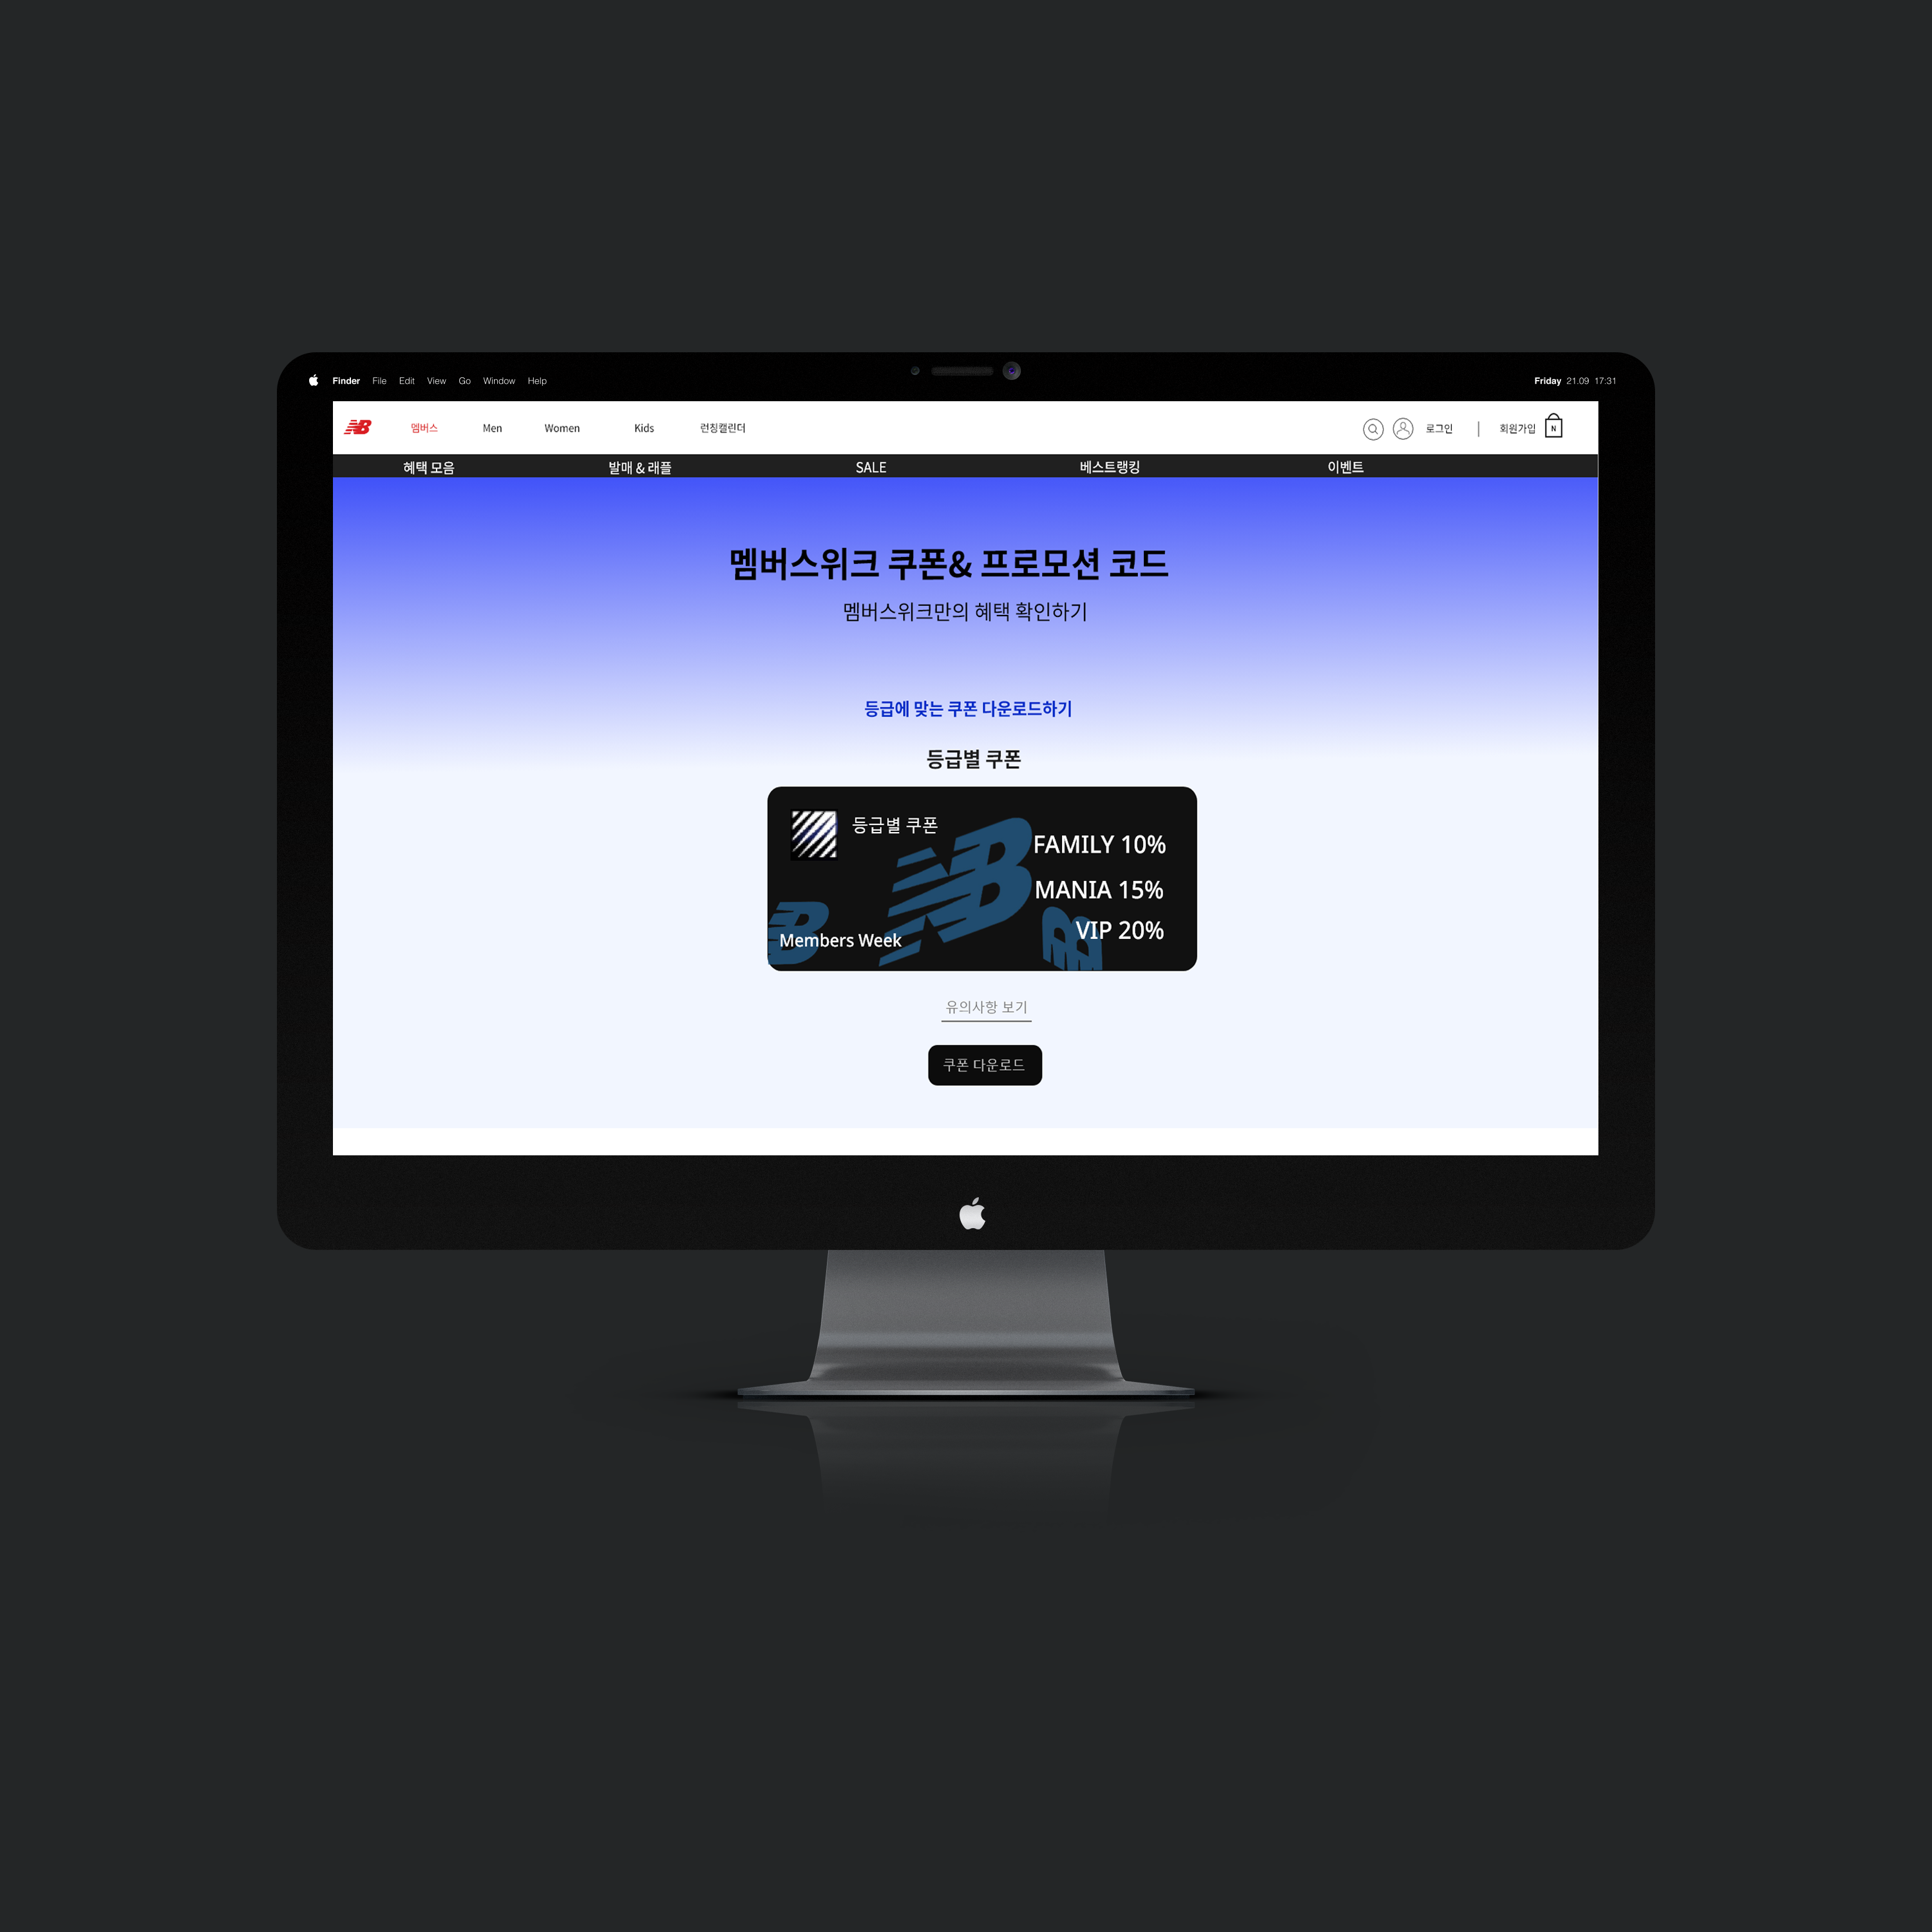 Finder File Edit View Go Window Help Friday 21.09 17:31
NB 멤버스 Men Women Kids 런칭캘린더 로그인 | 회원가입 N
혜택 모음 발매 & 래플 SALE 베스트랭킹 이벤트
멤버스위크 쿠폰& 프로모션 코드
멤버스위크만의 혜택 확인하기
등급에 맞는 쿠폰 다운로드하기
등급별 쿠폰
등급별 쿠폰
FAMILY 10%
MANIA 15%
VIP 20%
NB
B
Members Week
유의사항 보기
쿠폰 다운로드